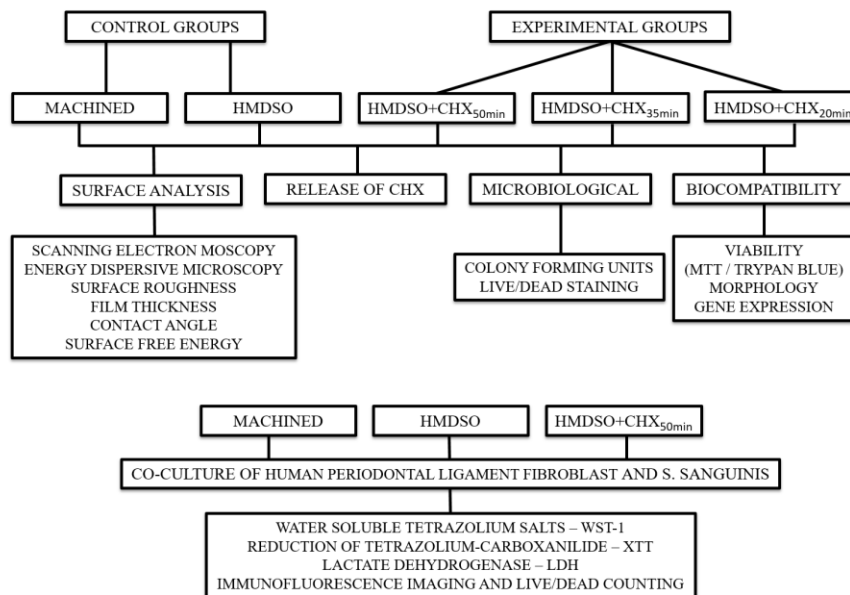 CONTROL GROUPS
EXPERIMENTAL GROUPS
MACHINED
HMDSO
HMDSO+CHX50min
HMDSO+CHX35min
HMDSO+CHX20min
SURFACE ANALYSIS
RELEASE OF CHX
MICROBIOLOGICAL
BIOCOMPATIBILITY
SCANNING ELECTRON MOSCOPY
ENERGY DISPERSIVE MICROSCOPY
SURFACE ROUGHNESS
FILM THICKNESS
CONTACT ANGLE
SURFACE FREE ENERGY
COLONY FORMING UNITS
LIVE/DEAD STAINING
VIABILITY
(MTT / TRYPAN BLUE)
MORPHOLOGY
GENE EXPRESSION
MACHINED
HMDSO
HMDSO+CHX50min
CO-CULTURE OF HUMAN PERIODONTAL LIGAMENT FIBROBLAST AND S. SANGUINIS
WATER SOLUBLE TETRAZOLIUM SALTS – WST-1
REDUCTION OF TETRAZOLIUM-CARBOXANILIDE – XTT
LACTATE DEHYDROGENASE – LDH
IMMUNOFLUORESCENCE IMAGING AND LIVE/DEAD COUNTING